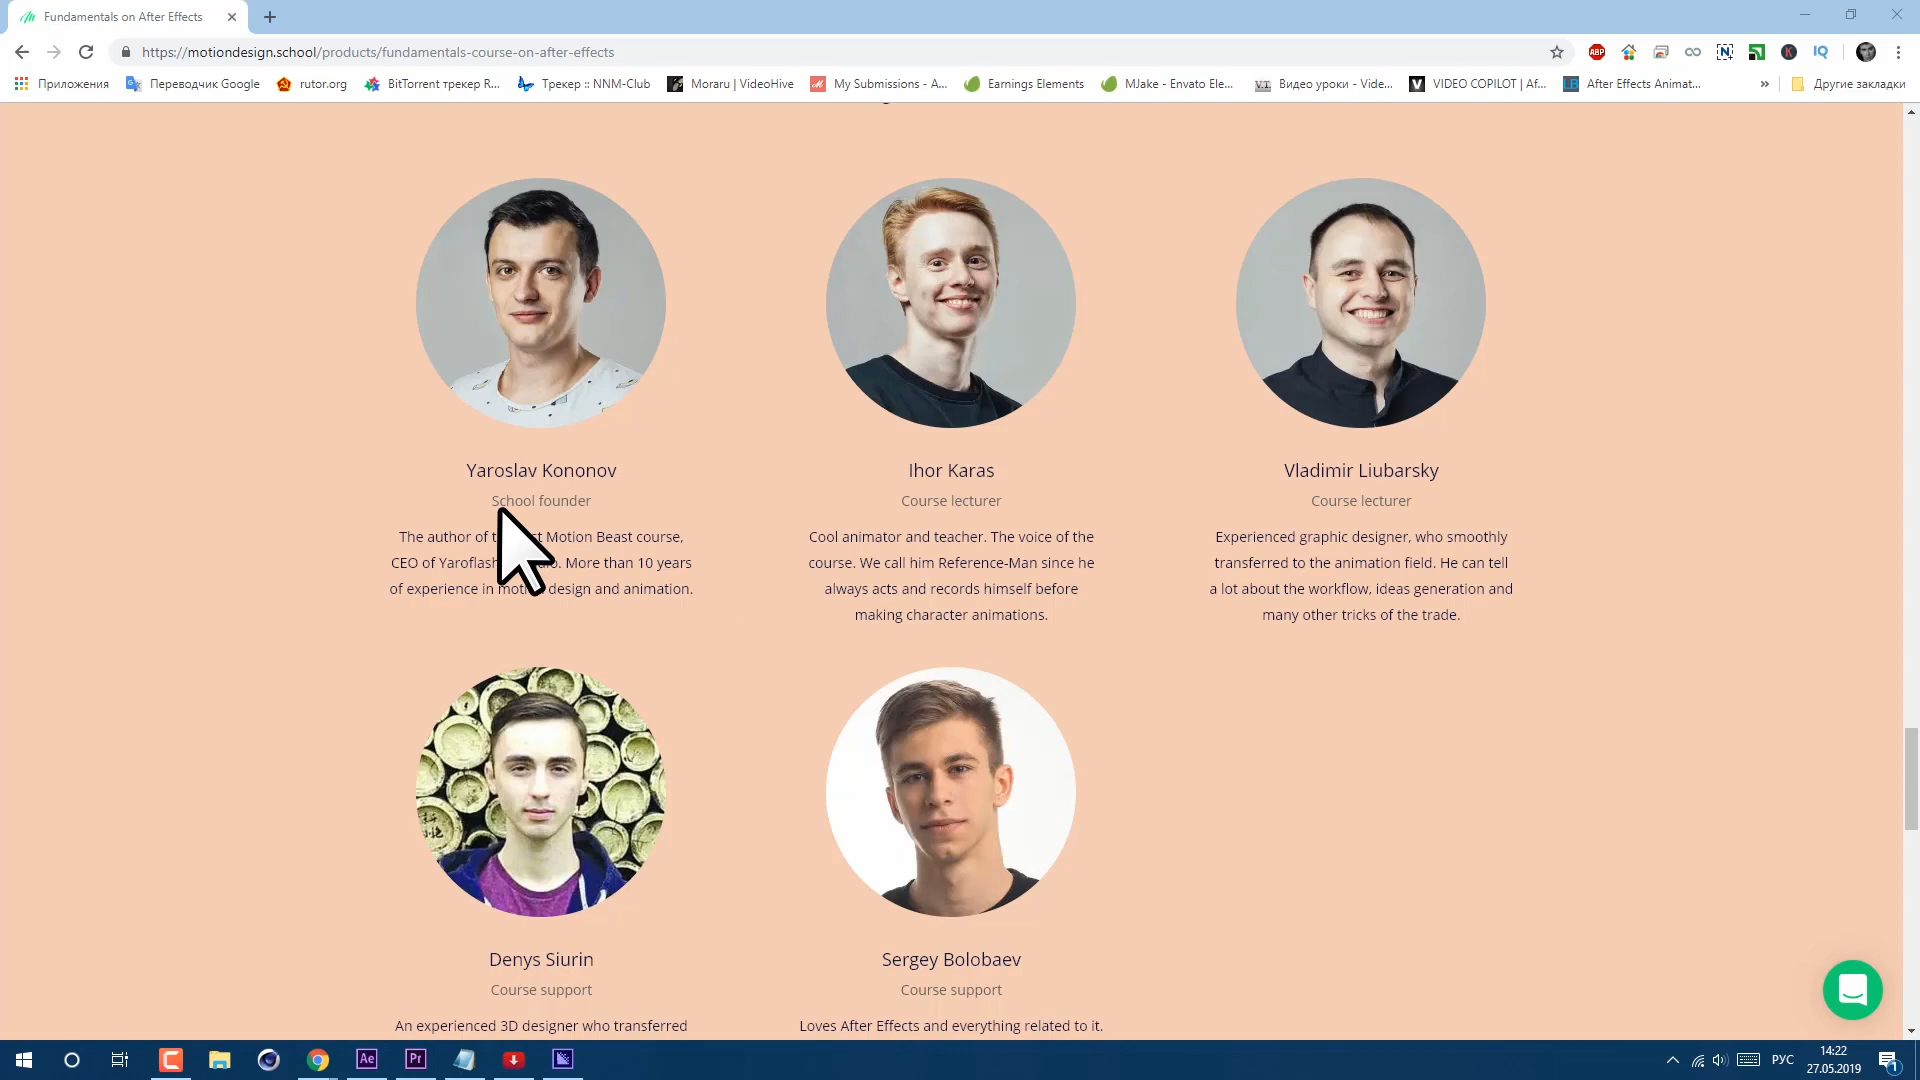 Fundamentals on After Effects
https://motiondesign.school/products/fundamentals-course-on-after-effects
ABP
N
K
IQ
Приложения
Переводчик Google
rutor.org
BitTorrent трекер R...
Трекер :: NNM-Club
Moraru | VideoHive
My Submissions - A...
Earnings Elements
MJake - Envato Ele...
Видео уроки - Vide...
VIDEO COPILOT | Af...
After Effects Animat...
»
Другие закладки
Yaroslav Kononov
School founder
The author of Motion Beast course,
CEO of Yaroflash More than 10 years
of experience in design and animation.
Ihor Karas
Course lecturer
Cool animator and teacher. The voice of the
course. We call him Reference-Man since he
always acts and records himself before
making character animations.
Vladimir Liubarsky
Course lecturer
Experienced graphic designer, who smoothly
transferred to the animation field. He can tell
a lot about the workflow, ideas generation and
many other tricks of the trade.
Denys Siurin
Course support
An experienced 3D designer who transferred
Sergey Bolobaev
Course support
Loves After Effects and everything related to it.
Ae
Pr
РУС
14:22
27.05.2019
1